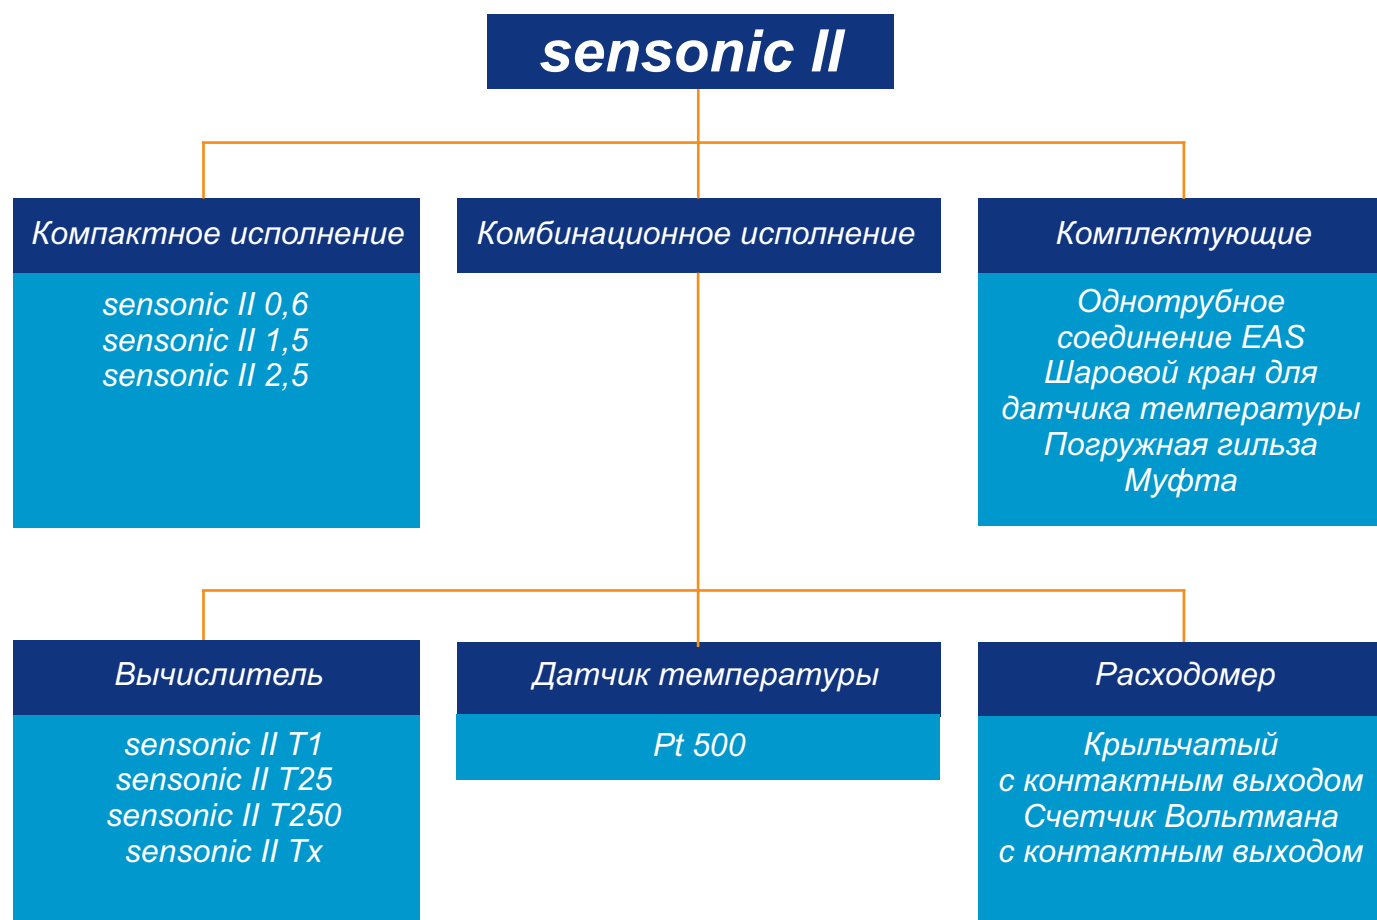 sensonic II
Компактное исполнение
sensonic II 0,6
sensonic II 1,5
sensonic II 2,5
Комбинационное исполнение
Комплектующие
Однотрубное
соединение EAS
Шаровой кран для
датчика температуры
Погружная гильза
Муфта
Вычислитель
sensonic II T1
sensonic II T25
sensonic II T250
sensonic II Tx
Датчик температуры
Pt 500
Расходомер
Крыльчатый
с контактным выходом
Счетчик Вольтмана
с контактным выходом